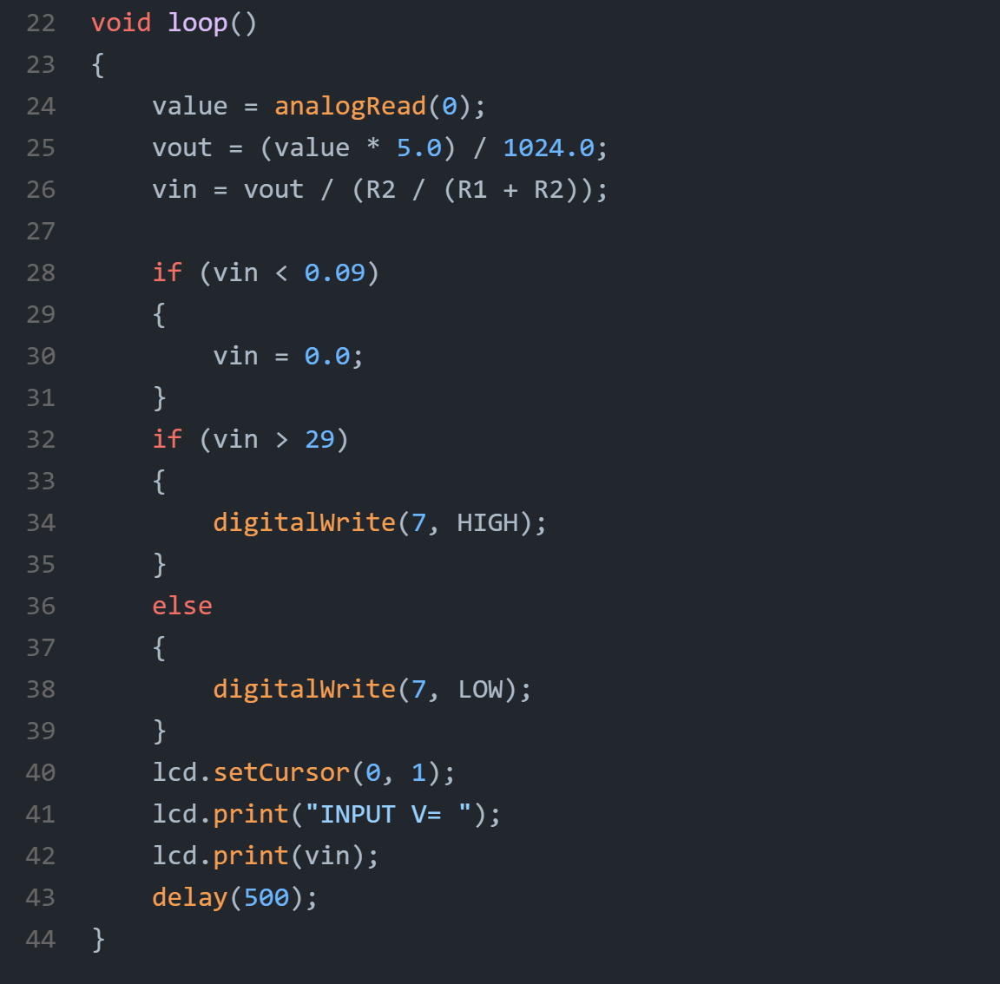 22 void loop()
23 {
24     value = analogRead(0);
25     vout = (value * 5.0) / 1024.0;
26     vin = vout / (R2 / (R1 + R2));
27
28     if (vin < 0.09)
29     {
30         vin = 0.0;
31     }
32     if (vin > 29)
33     {
34         digitalWrite(7, HIGH);
35     }
36     else
37     {
38         digitalWrite(7, LOW);
39     }
40     lcd.setCursor(0, 1);
41     lcd.print("INPUT V= ");
42     lcd.print(vin);
43     delay(500);
44 }